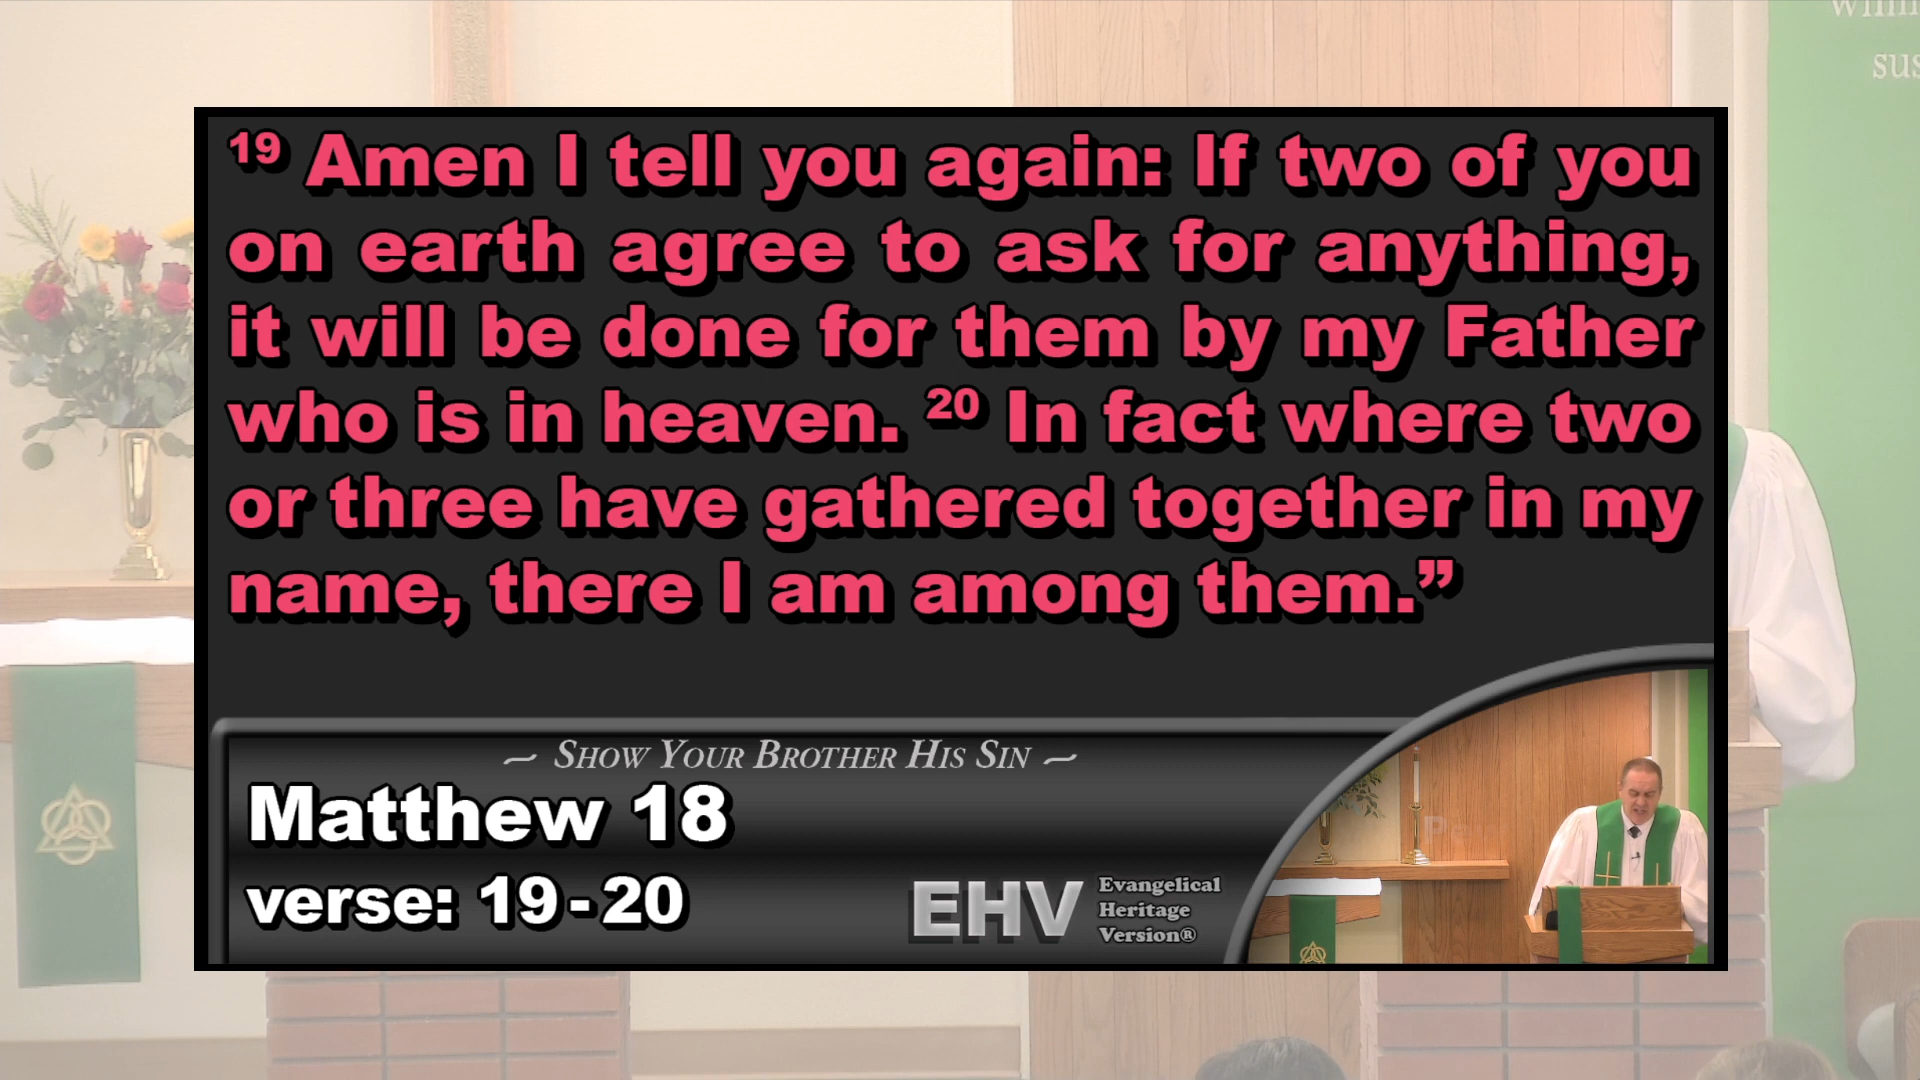 ¹⁹ Amen I tell you again: If two of you
on earth agree to ask for anything,
it will be done for them by my Father
who is in heaven. ²⁰ In fact where two
or three have gathered together in my
name, there I am among them.”
~ SHOW YOUR BROTHER HIS SIN ~
Matthew 18
verse: 19-20
EHV
Evangelical
Heritage
Version®